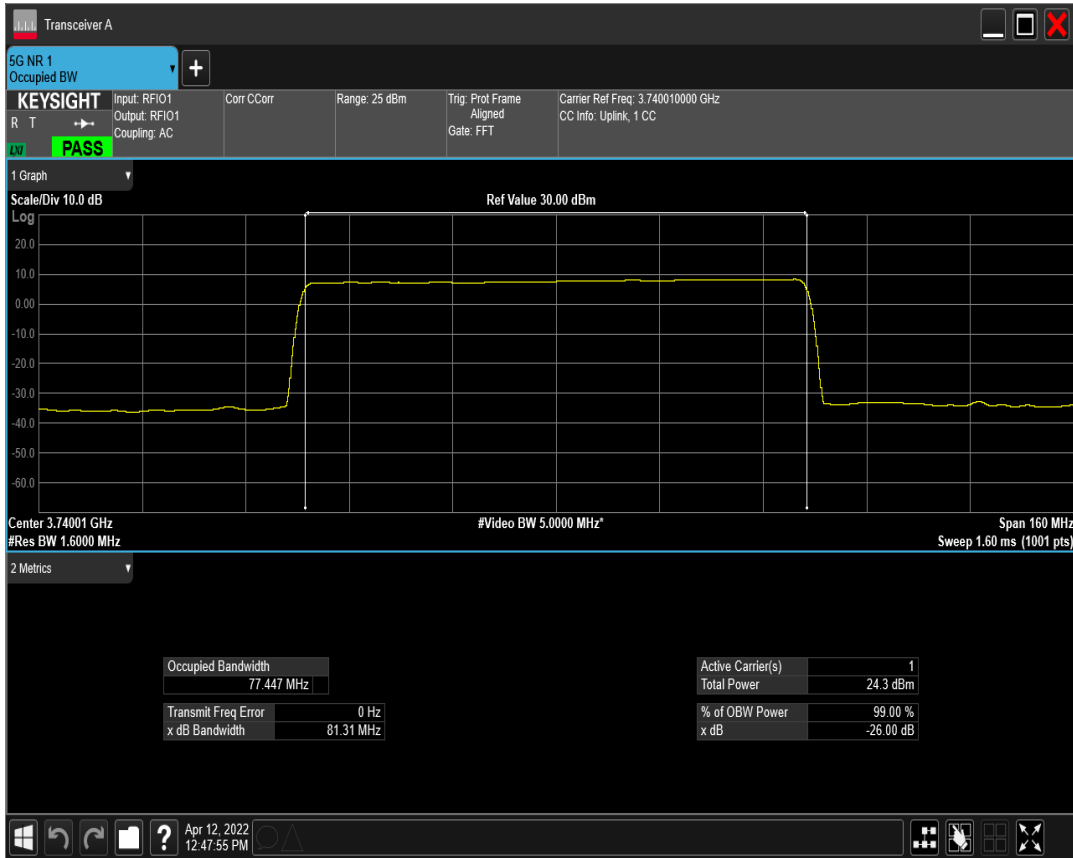 Transceiver A
5G NR 1
Occupied BW
+
KEYSIGHT
R T
LXI
PASS
Input: RFIO1
Output: RFIO1
Coupling: AC
Corr CCorr
Range: 25 dBm
Trig: Prot Frame
Aligned
Gate: FFT
Carrier Ref Freq: 3.740010000 GHz
CC Info: Uplink, 1 CC
1 Graph
Scale/Div 10.0 dB
Ref Value 30.00 dBm
Log
20.0
10.0
0.00
-10.0
-20.0
-30.0
-40.0
-50.0
-60.0
Center 3.74001 GHz
#Video BW 5.0000 MHz*
Span 160 MHz
#Res BW 1.6000 MHz
Sweep 1.60 ms (1001 pts)
2 Metrics
Occupied Bandwidth
77.447 MHz
Transmit Freq Error 0 Hz
x dB Bandwidth 81.31 MHz
Active Carrier(s) 1
Total Power 24.3 dBm
% of OBW Power 99.00 %
x dB -26.00 dB
?
Apr 12, 2022
12:47:55 PM